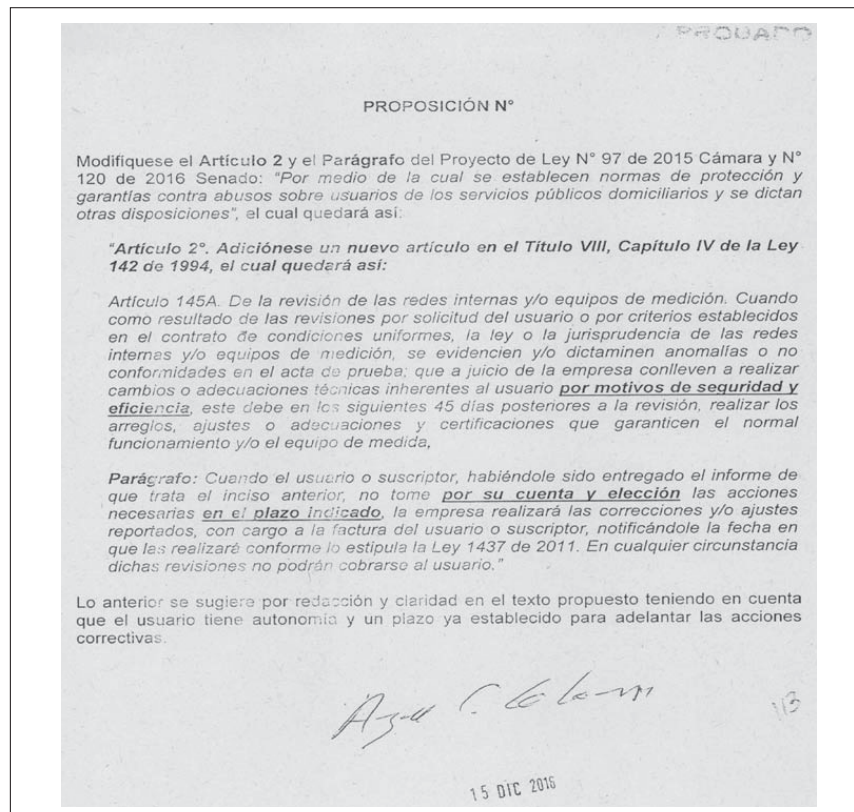 PROPOSICIÓN N°
Modifíquese el Artículo 2 y el Parágrafo del Proyecto de Ley N° 97 de 2015 Cámara y N°
120 de 2016 Senado: "Por medio de la cual se establecen normas de protección y
garantías contra abusos sobre usuarios de los servicios públicos domiciliarios y se dictan
otras disposiciones", el cual quedará así:
"Artículo 2°. Adiciónese un nuevo artículo en el Título VIII, Capítulo IV de la Ley
142 de 1994, el cual quedará así:
Artículo 145A. De la revisión de las redes internas y/o equipos de medición. Cuando
como resultado de las revisiones por solicitud del usuario o por criterios establecidos
en el contrato de condiciones uniformes, la ley o la jurisprudencia de las redes
internas y/o equipos de medición, se evidencien y/o dictaminen anomalías o no
conformidades en el acta de prueba; que a juicio de la empresa conlleven a realizar
cambios o adecuaciones técnicas inherentes al usuario por motivos de seguridad y
eficiencia, este debe en los siguientes 45 días posteriores a la revisión, realizar los
arreglos, ajustes o adecuaciones y certificaciones que garanticen el normal
funcionamiento y/o el equipo de medida,
Parágrafo: Cuando el usuario o suscriptor, habiéndole sido entregado el informe de
que trata el inciso anterior, no tome por su cuenta y elección las acciones
necesarias en el plazo indicado, la empresa realizará las correcciones y/o ajustes
reportados, con cargo a la factura del usuario o suscriptor, notificándole la fecha en
que las realizará conforme lo estipula la Ley 1437 de 2011. En cualquier circunstancia
dichas revisiones no podrán cobrarse al usuario."
Lo anterior se sugiere por redacción y claridad en el texto propuesto teniendo en cuenta
que el usuario tiene autonomía y un plazo ya establecido para adelantar las acciones
correctivas.
15 DIC 2016